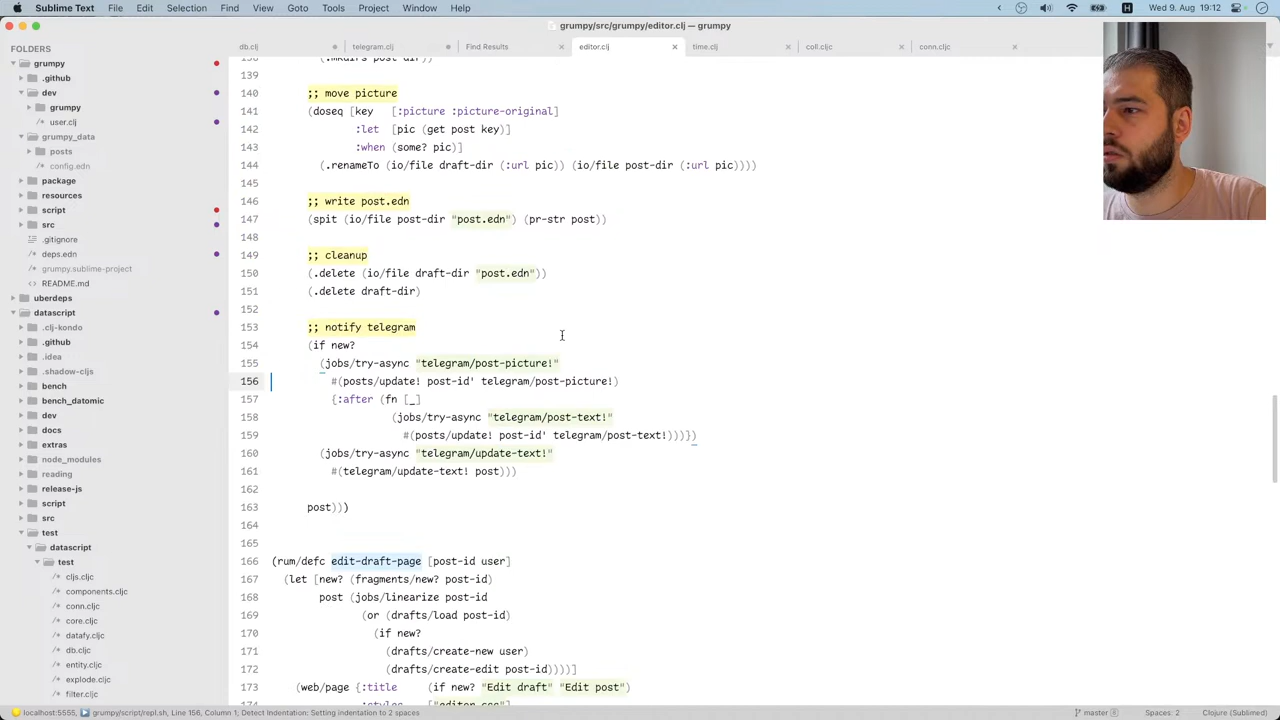 Sublime Text File Edit Selection Find View Goto Tools Project Window Help
Wed 9. Aug 19:12
grumpy/src/grumpy/editor.clj — grumpy
FOLDERS
grumpy
.github
dev
grumpy
user.clj
grumpy_data
posts
config.edn
package
resources
script
src
.gitignore
deps.edn
grumpy.sublime-project
README.md
uberdeps
datascript
.clj-kondo
.github
.idea
.shadow-cljs
bench
bench_datomic
dev
docs
extras
node_modules
reading
release-js
script
src
test
datascript
test
cljs.cljc
components.cljc
conn.cljc
core.cljc
datafy.cljc
db.cljc
entity.cljc
explode.cljc
filter.cljc
db.clj telegram.clj Find Results editor.clj time.clj coll.clj conn.cljc
138 (.mkdirs post-dir))
139
140 ;; move picture
141 (doseq [key [:picture :picture-original]
142 :let [pic (get post key)]
143 :when (some? pic)]
144 (.renameTo (io/file draft-dir (:url pic)) (io/file post-dir (:url pic))))
145
146 ;; write post.edn
147 (spit (io/file post-dir "post.edn") (pr-str post))
148
149 ;; cleanup
150 (.delete (io/file draft-dir "post.edn"))
151 (.delete draft-dir)
152
153 ;; notify telegram
154 (if new?
155 (jobs/try-async "telegram/post-picture!"
156 #(posts/update! post-id' telegram/post-picture!)
157 {:after (fn [_]
158 (jobs/try-async "telegram/post-text!"
159 #(posts/update! post-id' telegram/post-text!)))})
160 (jobs/try-async "telegram/update-text!"
161 #(telegram/update-text! post)))
162
163 post)))
164
165
166 (rum/defc edit-draft-page [post-id user]
167 (let [new? (fragments/new? post-id)
168 post (jobs/linearize post-id
169 (or (drafts/load post-id)
170 (if new?
171 (drafts/create-new user)
172 (drafts/create-edit post-id))))]
173 (web/page {:title (if new? "Edit draft" "Edit post")
174 :styles ["editor.css"]
localhost:5555, grumpy/script/repl.sh, Line 156, Column 1, Detect Indentation: Setting indentation to 2 spaces
master 6 Spaces: 2 Clojure (Sublimed)